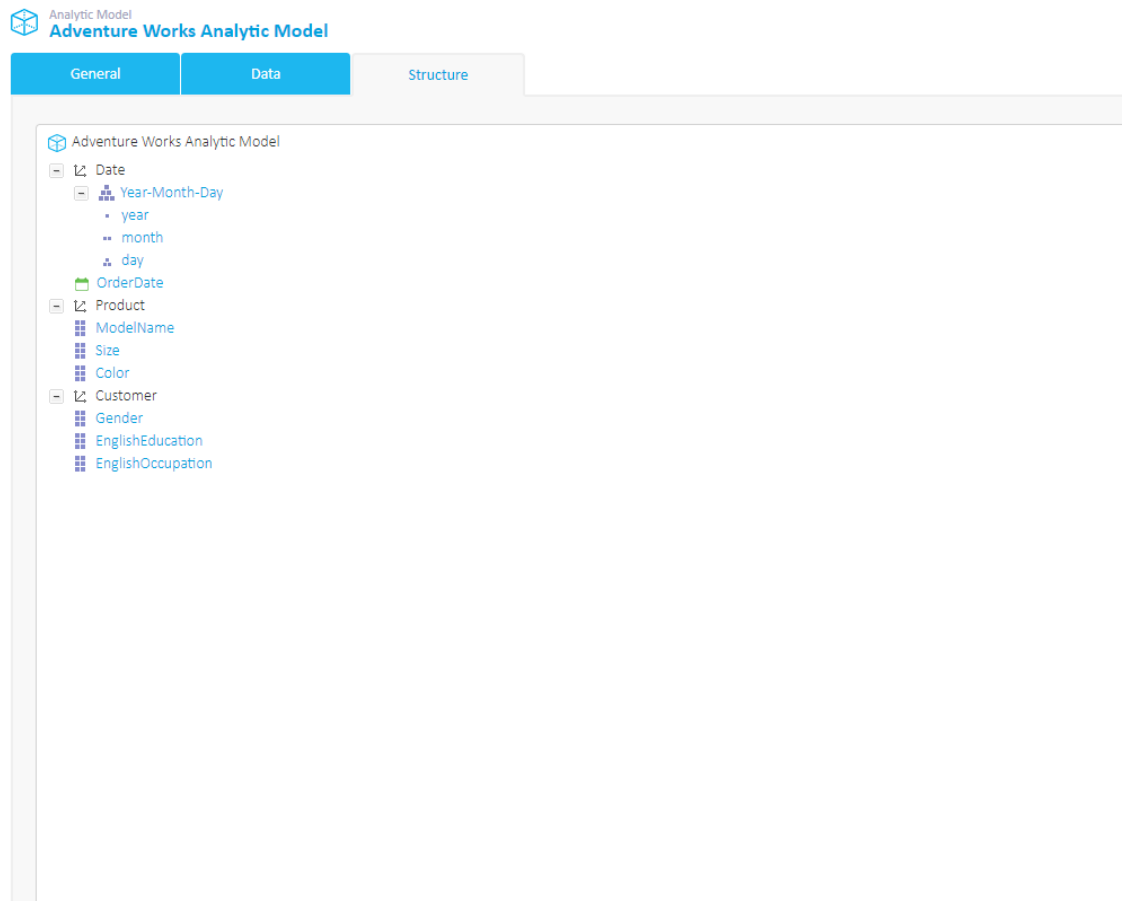 Analytic Model
Adventure Works Analytic Model
General Data Structure
Adventure Works Analytic Model
Date
Year-Month-Day
year
month
day
OrderDate
Product
ModelName
Size
Color
Customer
Gender
EnglishEducation
EnglishOccupation